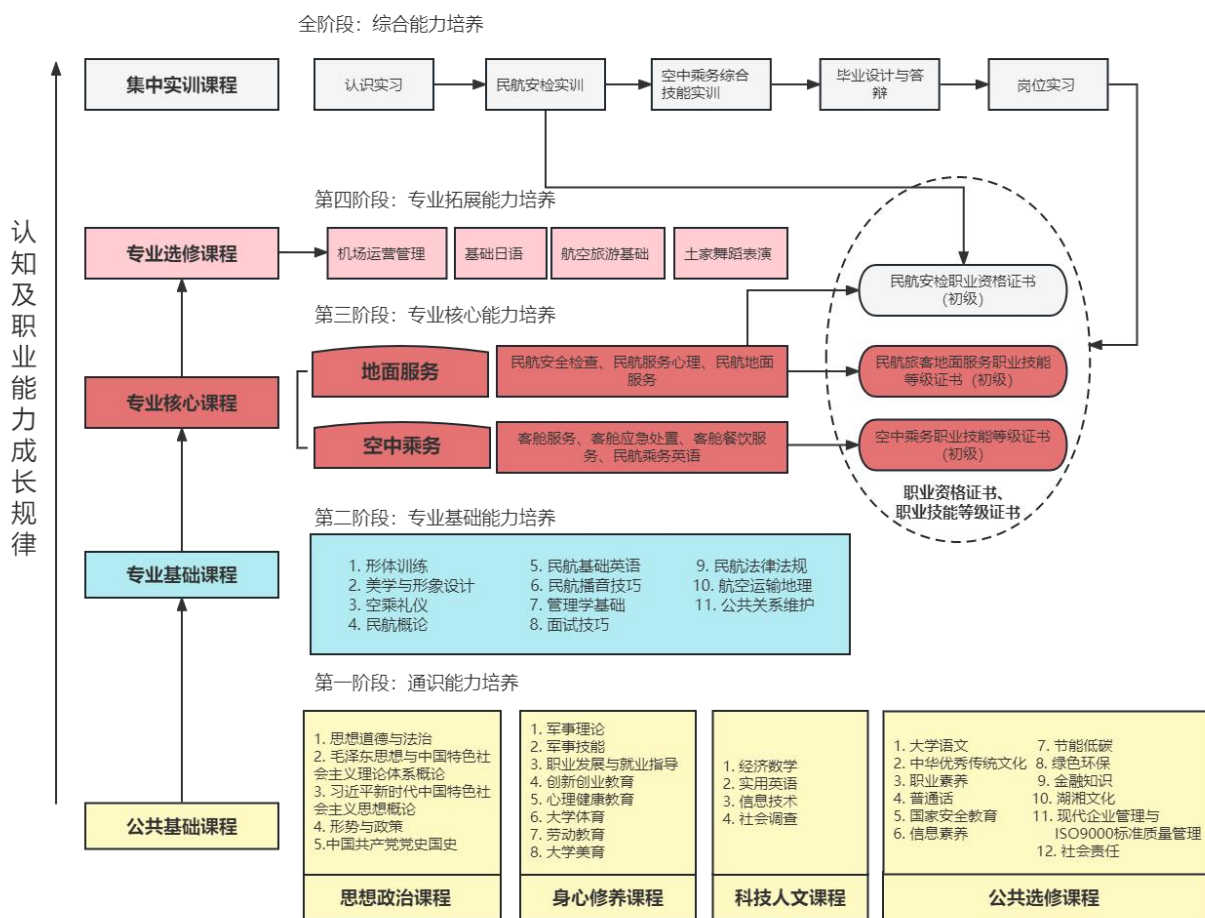 全阶段：综合能力培养
集中实训课程
认识实习
民航安检实训
空中乘务综合
技能实训
毕业设计与答
辩
岗位实习
认知及职业能力成长规律
第四阶段：专业拓展能力培养
专业选修课程
机场运营管理
基础日语
航空旅游基础
土家舞蹈表演
民航安检职业资格证书
(初级)
第三阶段：专业核心能力培养
专业核心课程
地面服务
民航安全检查、民航服务心理、民航地面
服务
民航旅客地面服务职业技能
等级证书（初级）
空中乘务
客舱服务、客舱应急处置、客舱餐饮服
务、民航乘务英语
空中乘务职业技能等级证书
(初级)
职业资格证书、
职业技能等级证书
第二阶段：专业基础能力培养
专业基础课程
1. 形体训练
2. 美学与形象设计
3. 空乘礼仪
4. 民航概论
5. 民航基础英语
6. 民航播音技巧
7. 管理学基础
8. 面试技巧
9. 民航法律法规
10. 航空运输地理
11. 公共关系维护
第一阶段：通识能力培养
公共基础课程
1. 思想道德与法治
2. 毛泽东思想与中国特色社
会主义理论体系概论
3. 习近平新时代中国特色社
会主义思想概论
4. 形势与政策
5.中国共产党党史国史
思想政治课程
1. 军事理论
2. 军事技能
3. 职业发展与就业指导
4. 创新创业教育
5. 心理健康教育
6. 大学体育
7. 劳动教育
8. 大学美育
身心修养课程
1. 经济数学
2. 实用英语
3. 信息技术
4. 社会调查
科技人文课程
1. 大学语文
2. 中华优秀传统文化
3. 职业素养
4. 普通话
5. 国家安全教育
6. 信息素养
7. 节能低碳
8. 绿色环保
9. 金融知识
10. 湖湘文化
11. 现代企业管理与
ISO9000标准质量管理
12. 社会责任
公共选修课程